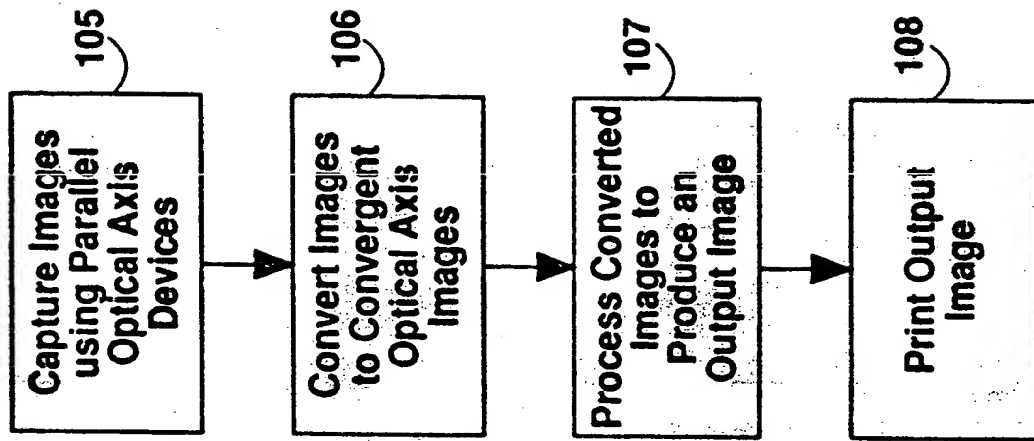 105
Capture Images
using Parallel
Optical Axis
Devices
106
Convert Images
to Convergent
Optical Axis
Images
107
Process Converted
Images to
Produce an
Output Image
108
Print Output
Image